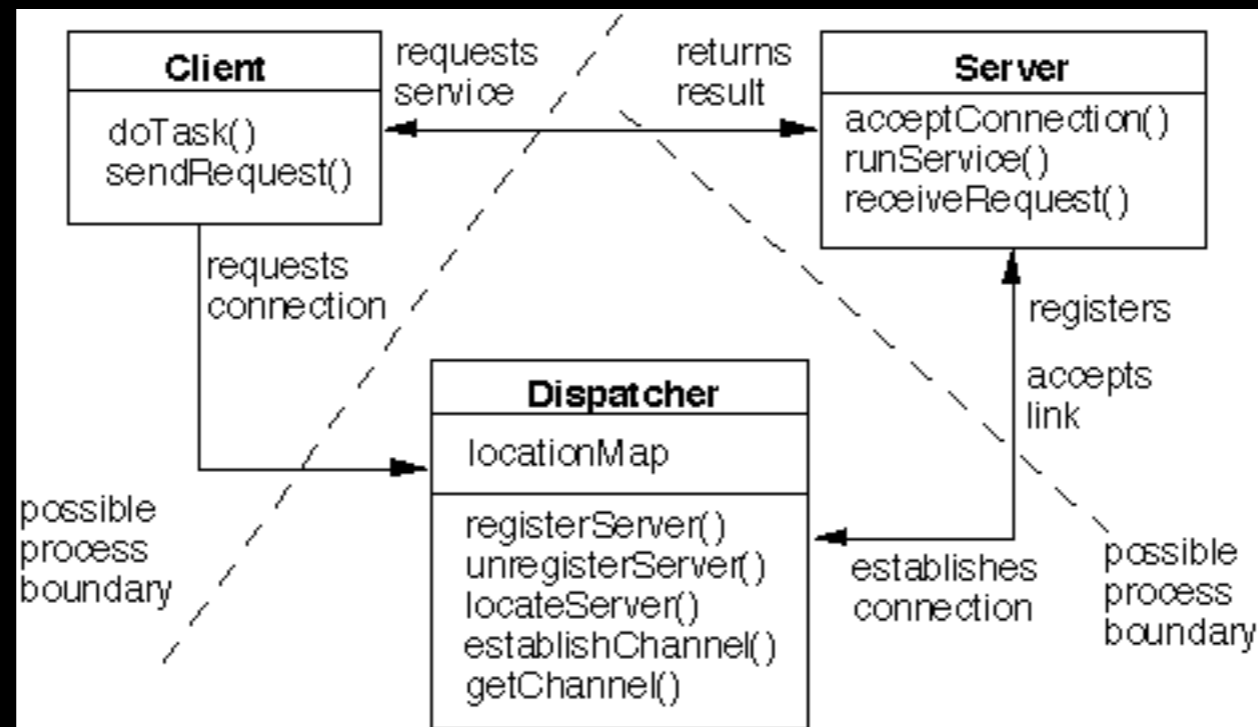 Client
doTask()
sendRequest()
requests
service
returns
result
Server
acceptConnection()
runService()
receiveRequest()
requests
connection
registers
accepts
link
Dispatcher
locationMap
registerServer()
unregisterServer()
locateServer()
establishChannel()
getChannel()
possible
process
boundary
establishes
connection
possible
process
boundary